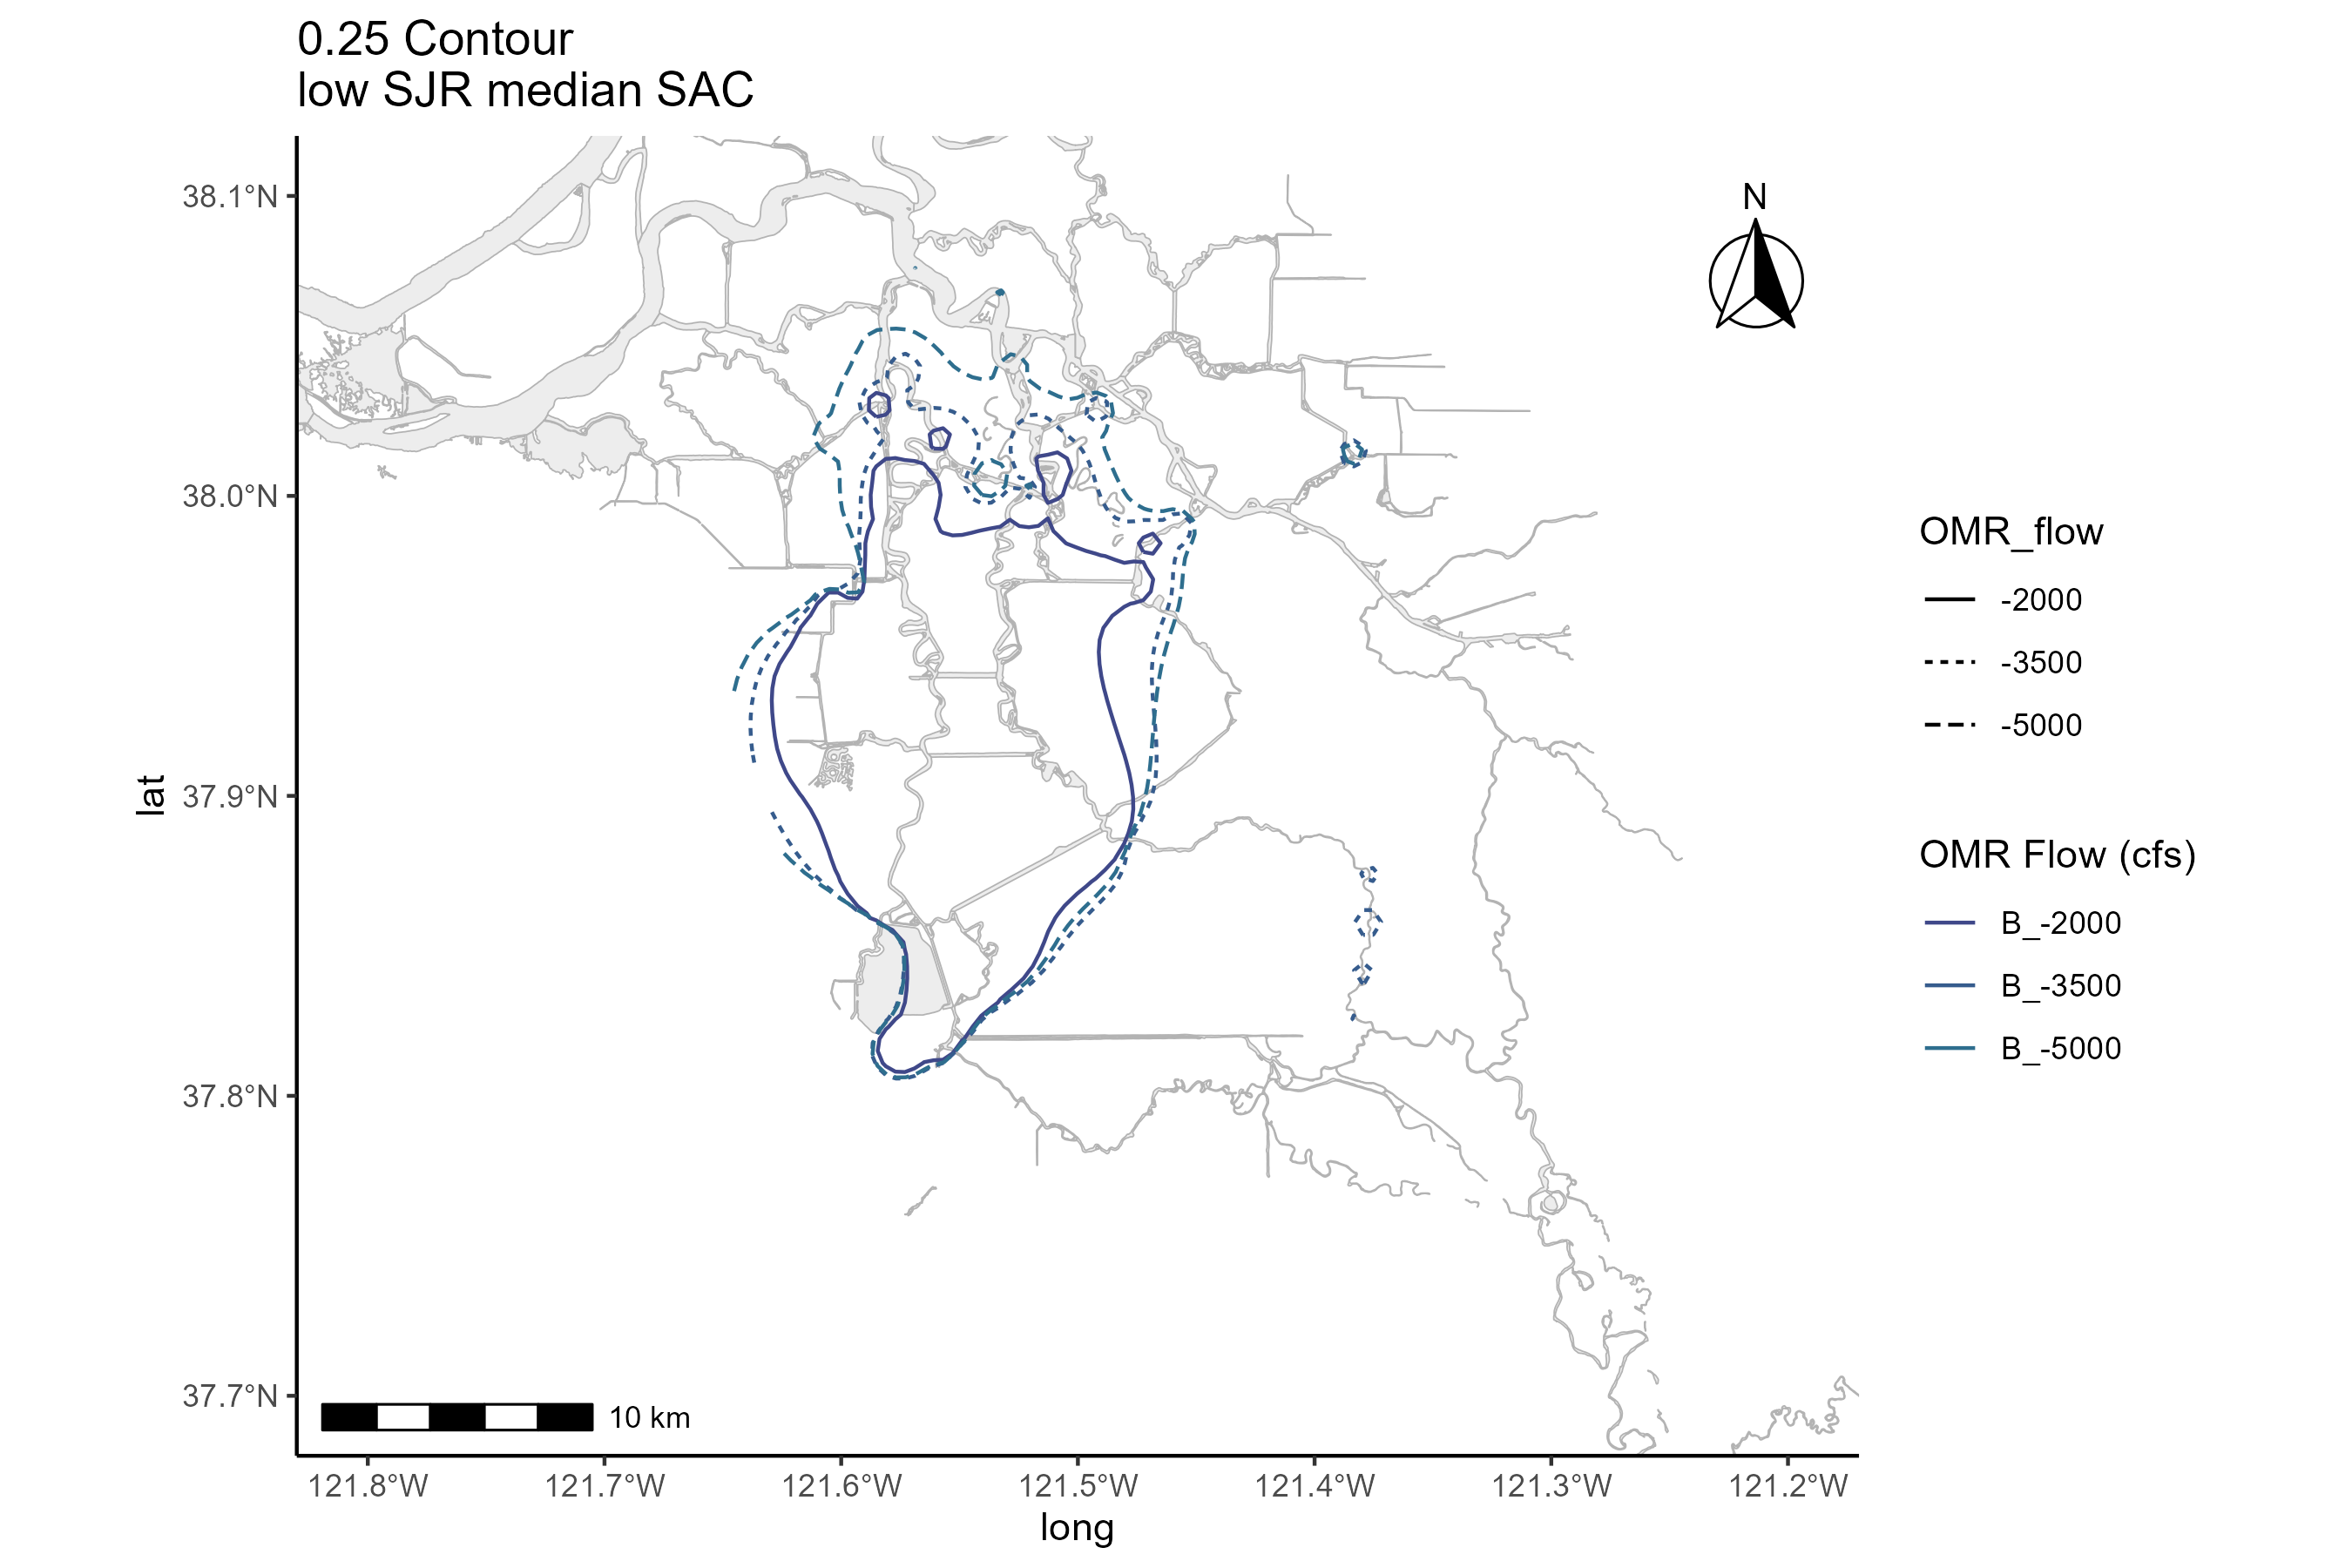 0.25 Contour
low SJR median SAC
N
38.1°N
38.0°N
37.9°N
37.8°N
37.7°N
lat
10 km
121.8°W
121.7°W
121.6°W
121.5°W
121.4°W
121.3°W
121.2°W
long
OMR_flow
-2000
-3500
-5000
OMR Flow (cfs)
B_-2000
B_-3500
B_-5000